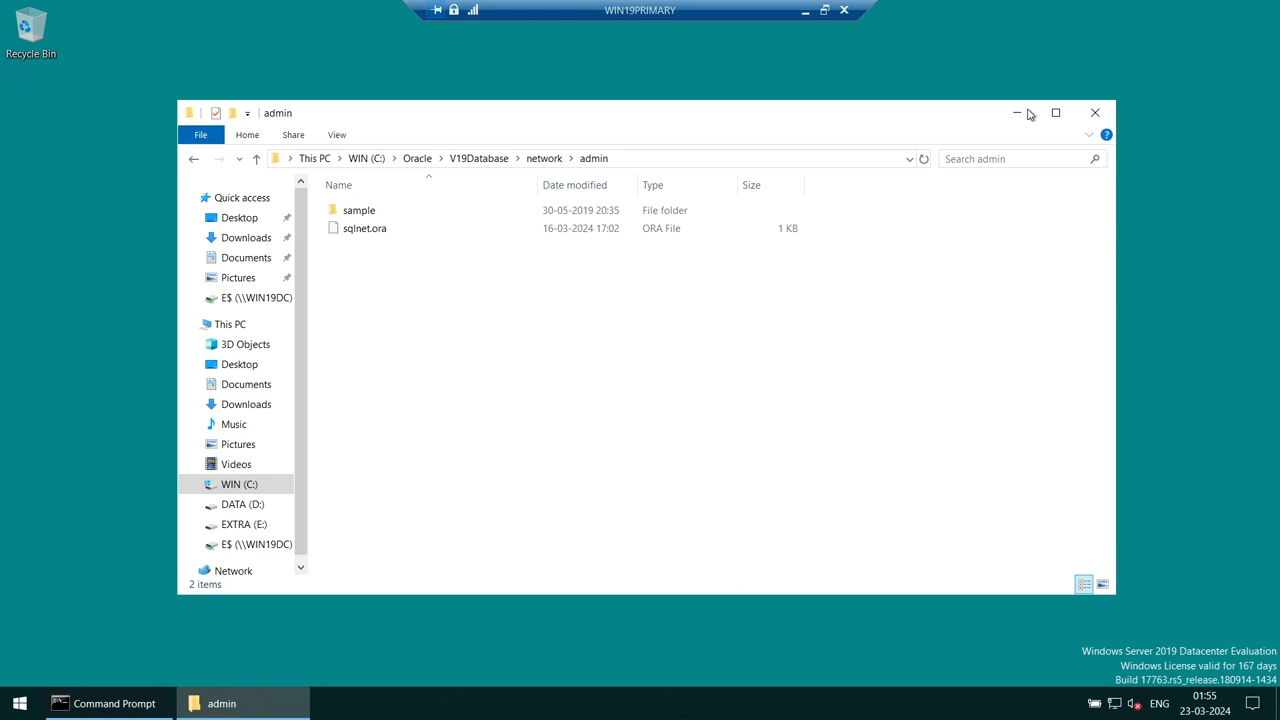 WIN19PRIMARY
Recycle Bin
admin
File Home Share View
This PC WIN (C:) Oracle V19Database network admin
Search admin
Name Date modified Type Size
sample 30-05-2019 20:35 File folder
sqlnet.ora 16-03-2024 17:02 ORA File 1 KB
Quick access
Desktop
Downloads
Documents
Pictures
E$ (\\WIN19DC)
This PC
3D Objects
Desktop
Documents
Downloads
Music
Pictures
Videos
WIN (C:)
DATA (D:)
EXTRA (E:)
E$ (\\WIN19DC)
Network
2 items
Windows Server 2019 Datacenter Evaluation
Windows License valid for 167 days
Build 17763.rs5_release.180914-1434
Command Prompt
admin
ENG
01:55
23-03-2024